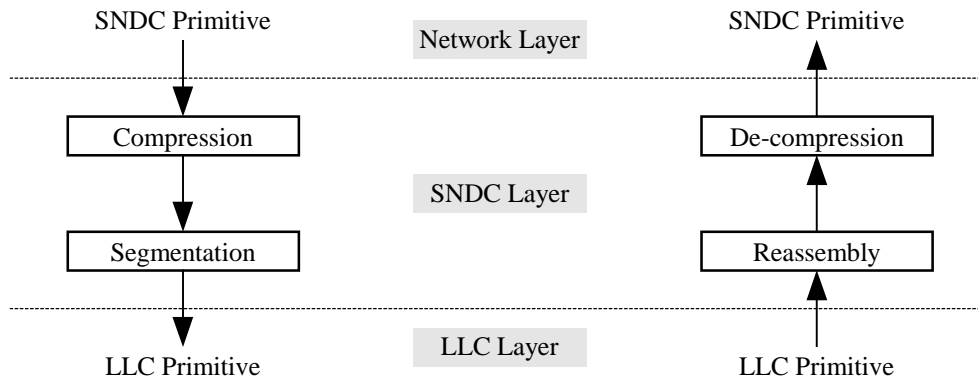 SNDC Primitive
SNDC Primitive
Network Layer
Compression
De-compression
SNDC Layer
Segmentation
Reassembly
LLC Layer
LLC Primitive
LLC Primitive